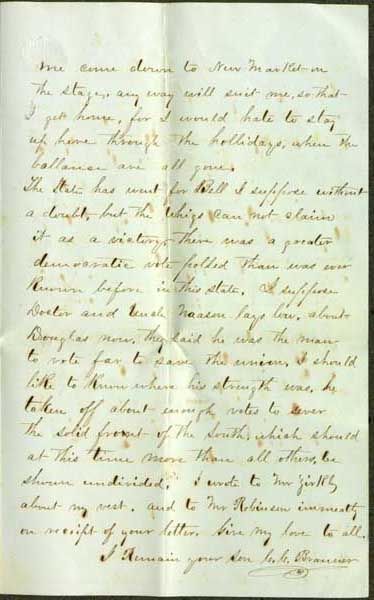 me come down to New Market on
the stage, any way will suit me, so that
I get home, for I would hate to stay
up here through the hollidays, when the
ballance are all gone.
The State has went for Bell I suppose without
a doubt, but the Whigs can not claim
it as a victory. There was a greater
democratic vote polded than was ever
known before in this state. I suppose
Doctor and Uncle Naason lays low about
Douglas now, they said he was the man
to vote for to save the union. I should
like to know where his strength was. he
taken off about enough votes to sever
the solid front of the South, which should
at this time more than all others, be
shown undivided. I wrote to Mr
about my vest. and to Mr Robinson immeatly
on receipt of your letter. Give my love to all.
I Remain your son C. C. Brauner